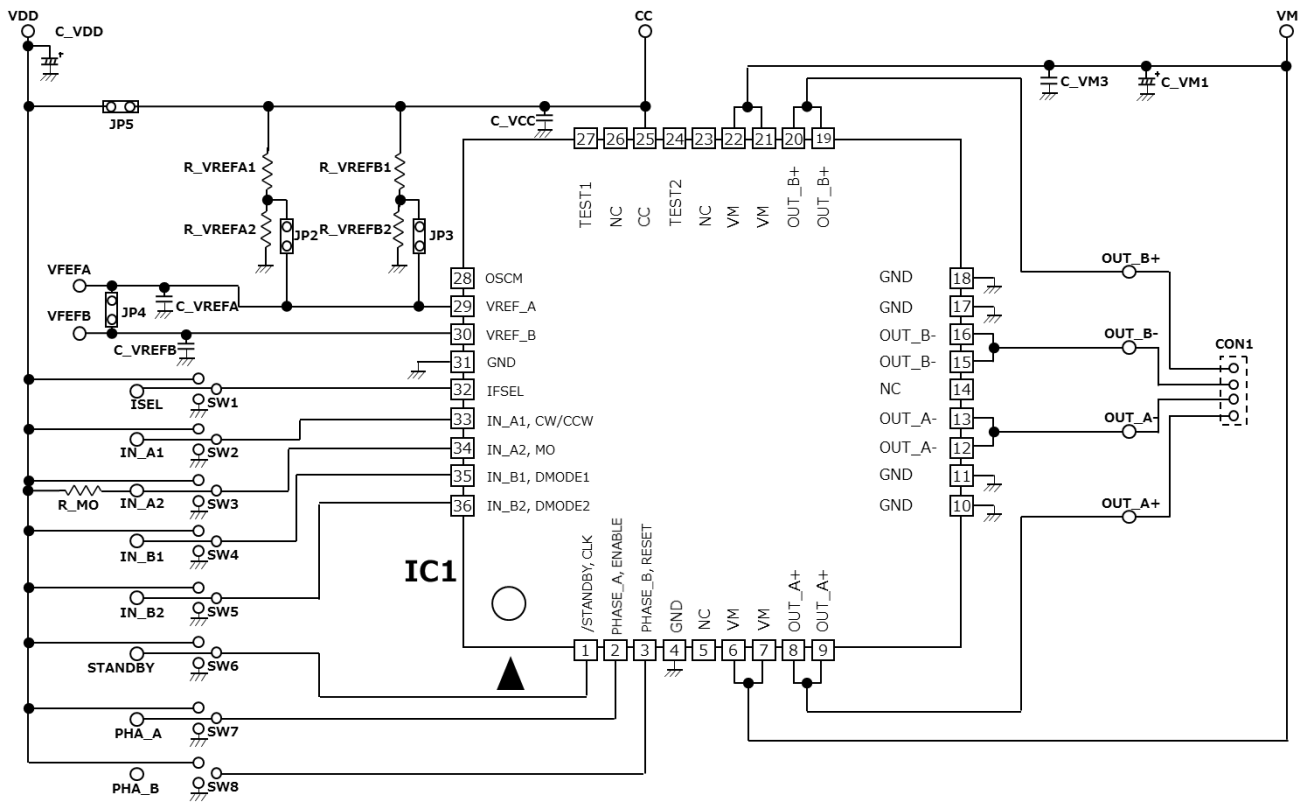 VDD
C_VDD
CC
VM
C_VM3
C_VM1
JP5
C_VCC
27
26
25
24
23
22
21
20
19
R_VREFA1
R_VREFB1
TEST1
NC
CC
TEST2
NC
VM
VM
OUT_B+
OUT_B+
R_VREFA2
JP2
R_VREFB2
JP3
VFEFA
C_VREFA
JP4
VFEFB
C_VREFB
28 OSCM
29 VREF_A
30 VREF_B
31 GND
32 IFSEL
33 IN_A1, CW/CCW
34 IN_A2, MO
35 IN_B1, DMODE1
36 IN_B2, DMODE2
GND 18
GND 17
OUT_B- 16
OUT_B- 15
NC 14
OUT_A- 13
OUT_A- 12
GND 11
GND 10
OUT_B+
OUT_B-
CON1
OUT_A-
OUT_A+
ISEL
SW1
IN_A1
SW2
R_MO
IN_A2
SW3
IN_B1
SW4
IN_B2
SW5
STANDBY
SW6
PHA_A
SW7
PHA_B
SW8
IC1
/STANDBY, CLK
PHASE_A, ENABLE
PHASE_B, RESET
GND
NC
VM
VM
OUT_A+
OUT_A+
1
2
3
4
5
6
7
8
9